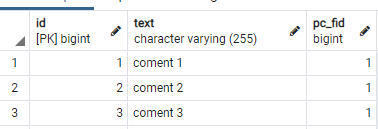 id text pc_fid
[PK] bigint character varying (255) bigint
1 1 coment 1 1
2 2 coment 2 1
3 3 coment 3 1